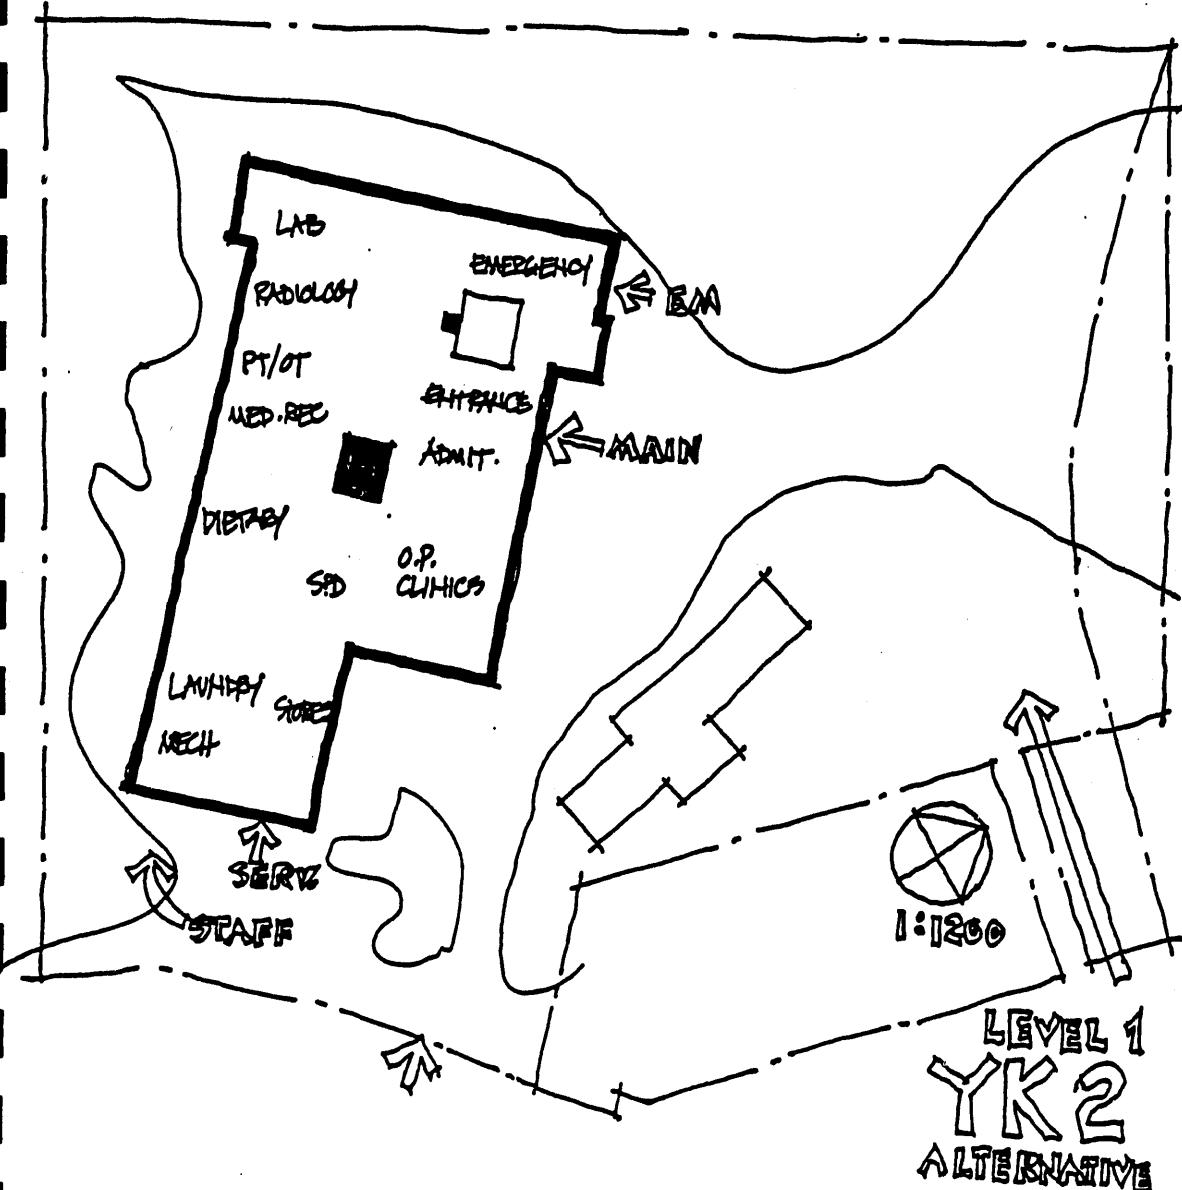 LAB
EMERGENCY
RADIOLOGY
EM
PT/OT
ENTRANCE
MED.REC
ADMIT.
MAIN
DIETARY
O.P.
CLINICS
SPD
LAUNDRY
STORES
MECH
SERV.
STAFF
1:1200
LEVEL 1
YK2
ALTERNATIVE